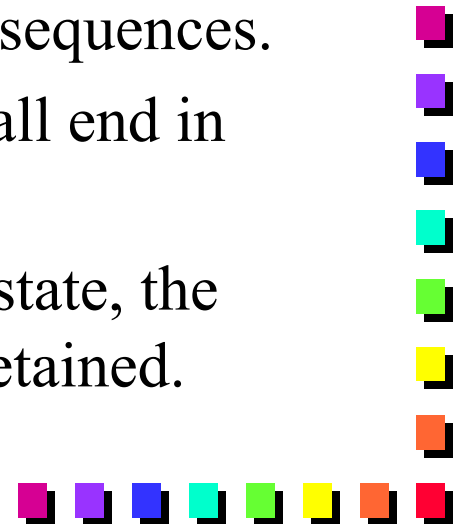 sequences.
all end in
state, the
etained.